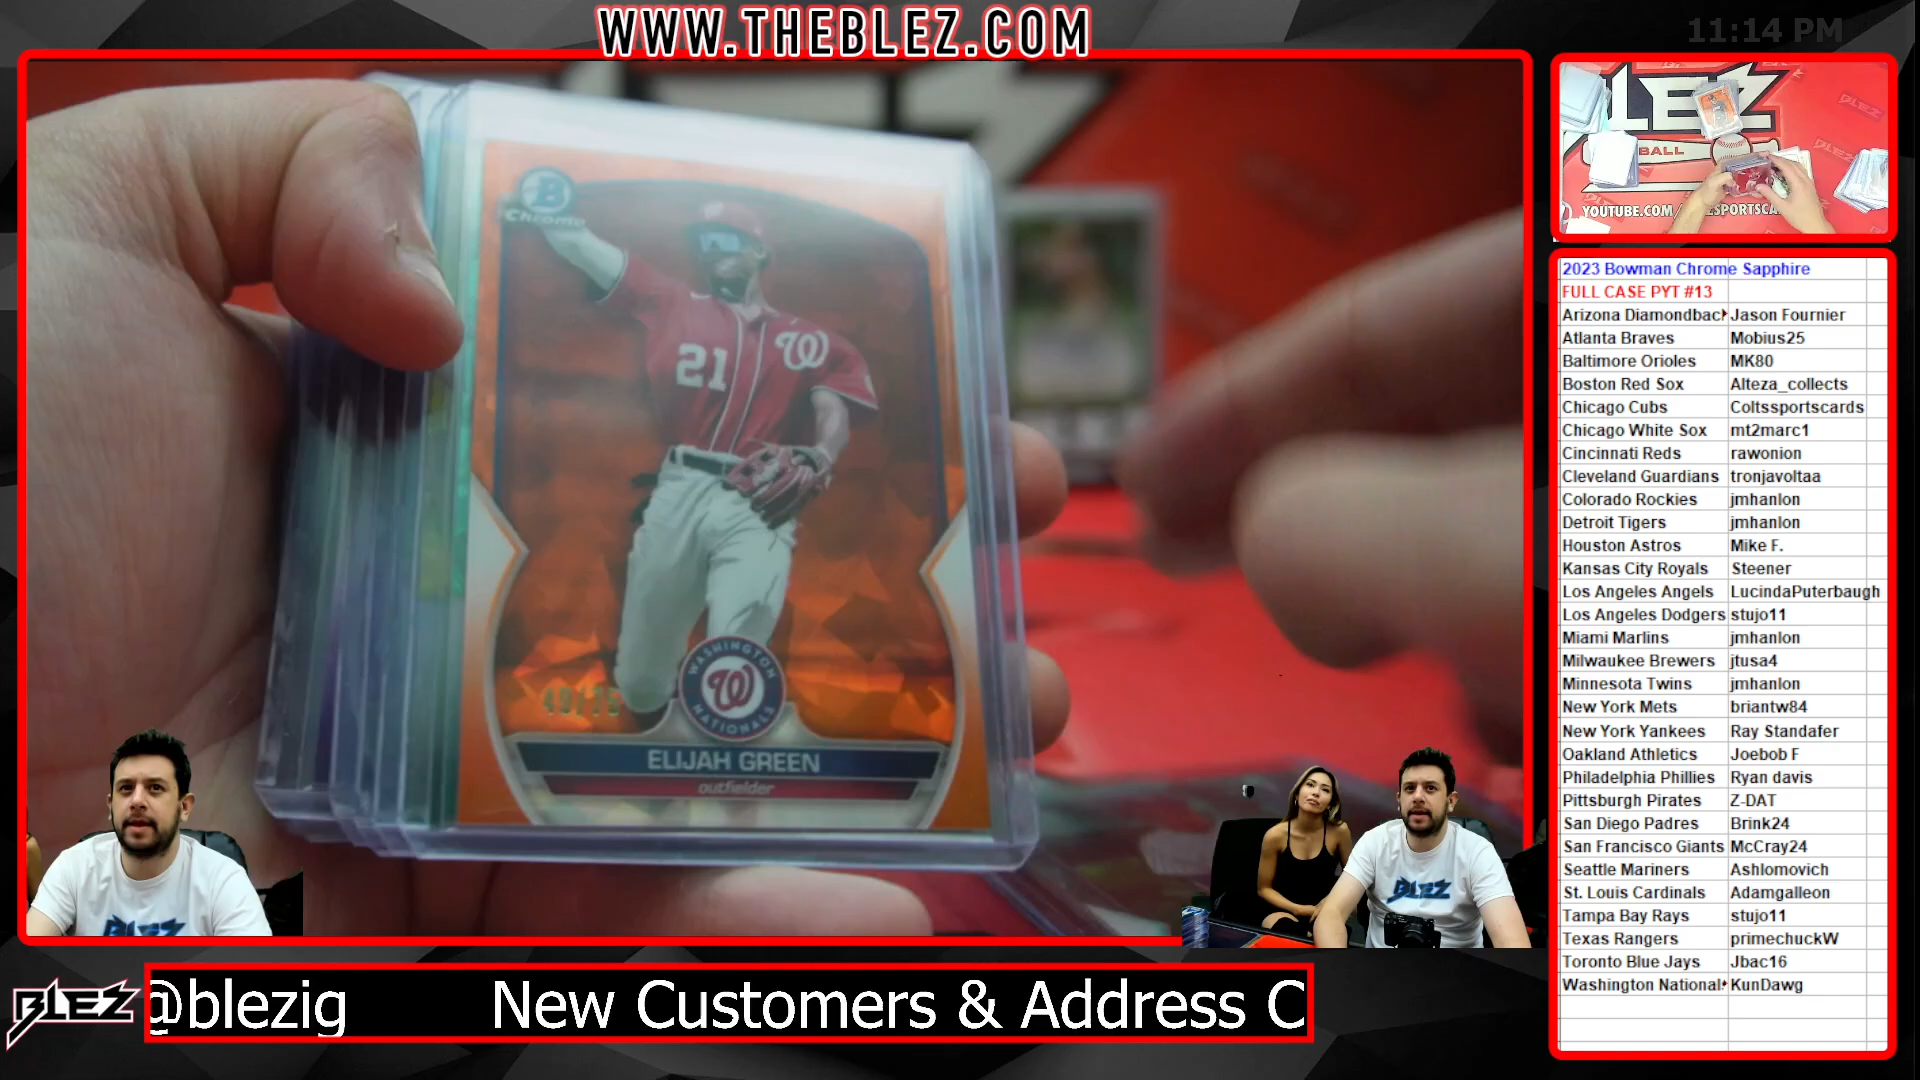 WWW.THEBLEZ.COM
11:14 PM
B
Chrome
W
21
WASHINGTON
W
NATIONALS
ELIJAH GREEN
outfielder
BLEZ
BALL
YOUTUBE.COM
2023 Bowman Chrome Sapphire
FULL CASE PYT #13
Arizona Diamondbac Jason Fournier
Atlanta Braves Mobius25
Baltimore Orioles MK80
Boston Red Sox Alteza_collects
Chicago Cubs Coltssportscards
Chicago White Sox mt2marc1
Cincinnati Reds rawonion
Cleveland Guardians tronjavoltaa
Colorado Rockies jmhanlon
Detroit Tigers jmhanlon
Houston Astros Mike F.
Kansas City Royals Steener
Los Angeles Angels LucindaPuterbaugh
Los Angeles Dodgers stujo11
Miami Marlins jmhanlon
Milwaukee Brewers jtusa4
Minnesota Twins jmhanlon
New York Mets briantw84
New York Yankees Ray Standafer
Oakland Athletics Joebob F
Philadelphia Phillies Ryan davis
Pittsburgh Pirates Z-DAT
San Diego Padres Brink24
San Francisco Giants McCray24
Seattle Mariners Ashlomovich
St. Louis Cardinals Adamgalleon
Tampa Bay Rays stujo11
Texas Rangers primechuckW
Toronto Blue Jays Jbac16
Washington National KunDawg
BLEZ
BLEZ
BLEZ
@blezig New Customers & Address C